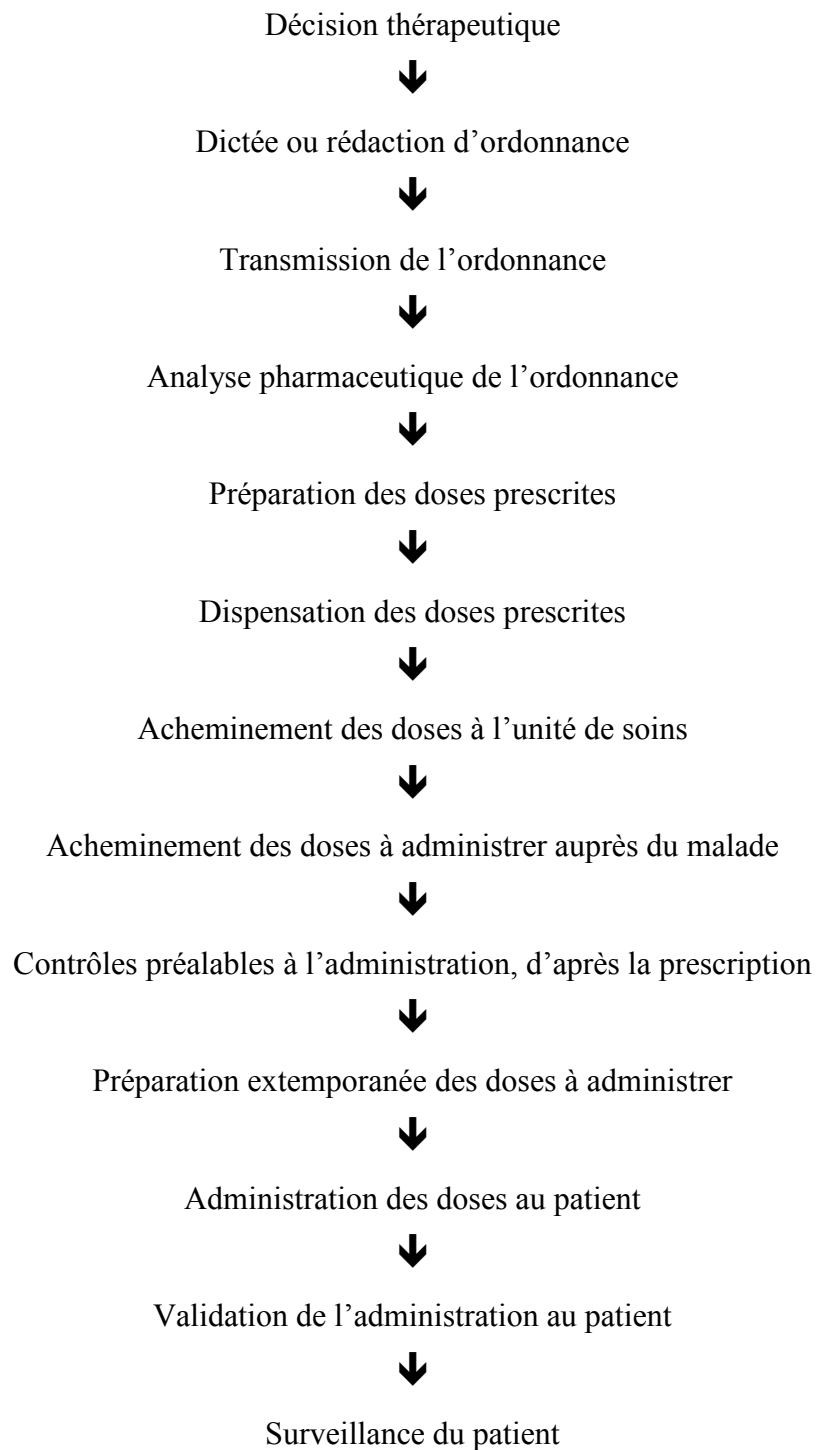 Décision thérapeutique
Dictée ou rédaction d’ordonnance
Transmission de l’ordonnance
Analyse pharmaceutique de l’ordonnance
Préparation des doses prescrites
Dispensation des doses prescrites
Acheminement des doses à l’unité de soins
Acheminement des doses à administrer auprès du malade
Contrôles préalables à l’administration, d’après la prescription
Préparation extemporanée des doses à administrer
Administration des doses au patient
Validation de l’administration au patient
Surveillance du patient